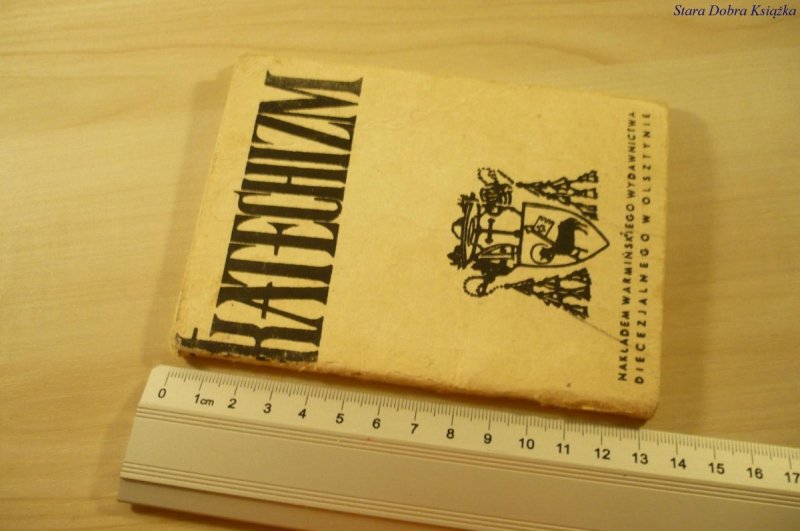 Stara Dobra Książka
KATECHIZM
NAKŁADEM WARMIŃSKIEGO WYDAWNICTWA
DIECEZJALNEGO W OLSZTYNIE
0 1cm 2 3 4 5 6 7 8 9 10 11 12 13 14 15 16 17